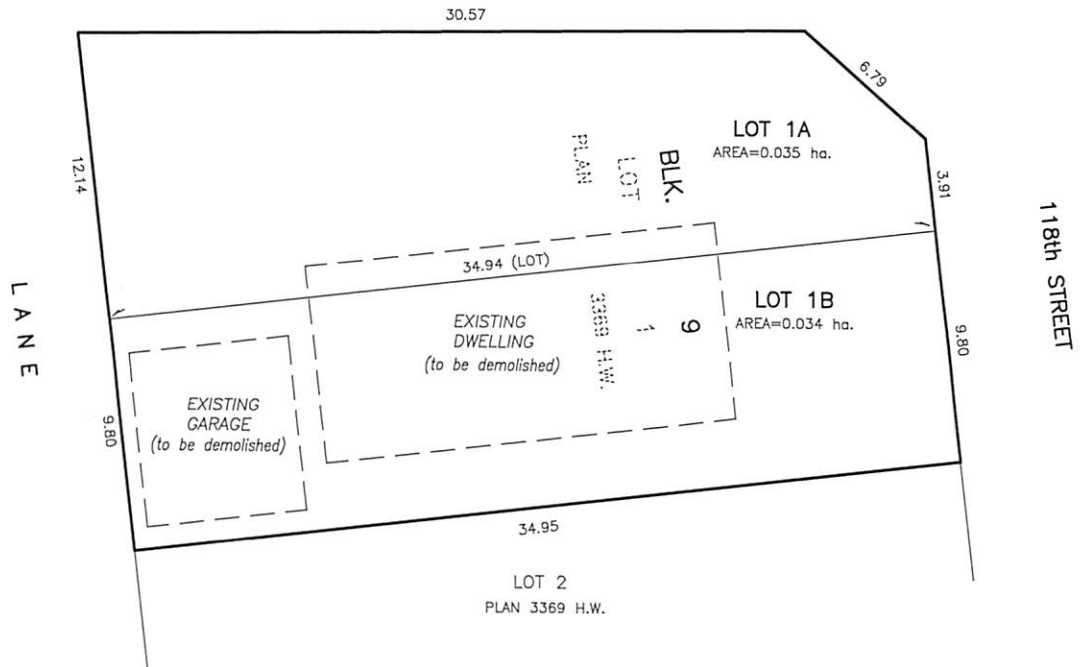 30.57
6.79
LOT 1A
AREA=0.035 ha.
BLK.
LOT
PLAN
12.14
3.91
118th STREET
34.94 (LOT)
LOT 1B
AREA=0.034 ha.
9
1
3369 H.W.
LANE
EXISTING
DWELLING
(to be demolished)
9.80
EXISTING
GARAGE
(to be demolished)
9.80
34.95
LOT 2
PLAN 3369 H.W.